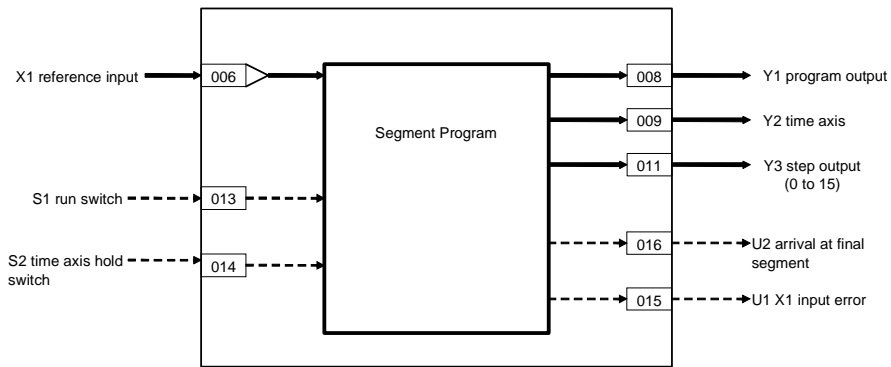 X1 reference input
006
008
Y1 program output
Segment Program
009
Y2 time axis
011
Y3 step output
(0 to 15)
S1 run switch
013
S2 time axis hold
switch
014
016
U2 arrival at final
segment
015
U1 X1 input error